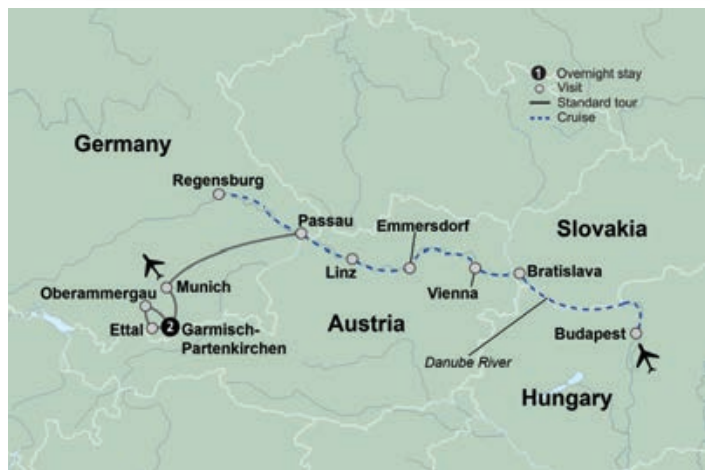 1 Overnight stay
Visit
Standard tour
Cruise
Germany
Regensburg
Passau
Emmersdorf
Slovakia
Linz
Vienna
Bratislava
Munich
Oberammergau
Ettal
2 Garmisch-
Partenkirchen
Austria
Budapest
Danube River
Hungary